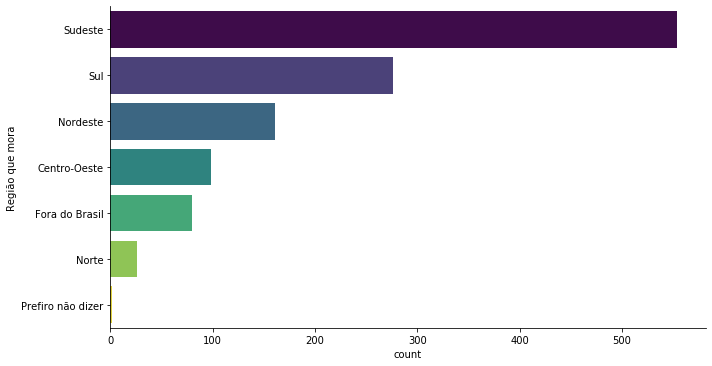 Região que mora
Sudeste
Sul
Nordeste
Centro-Oeste
Fora do Brasil
Norte
Prefiro não dizer
0 100 200 300 400 500
count